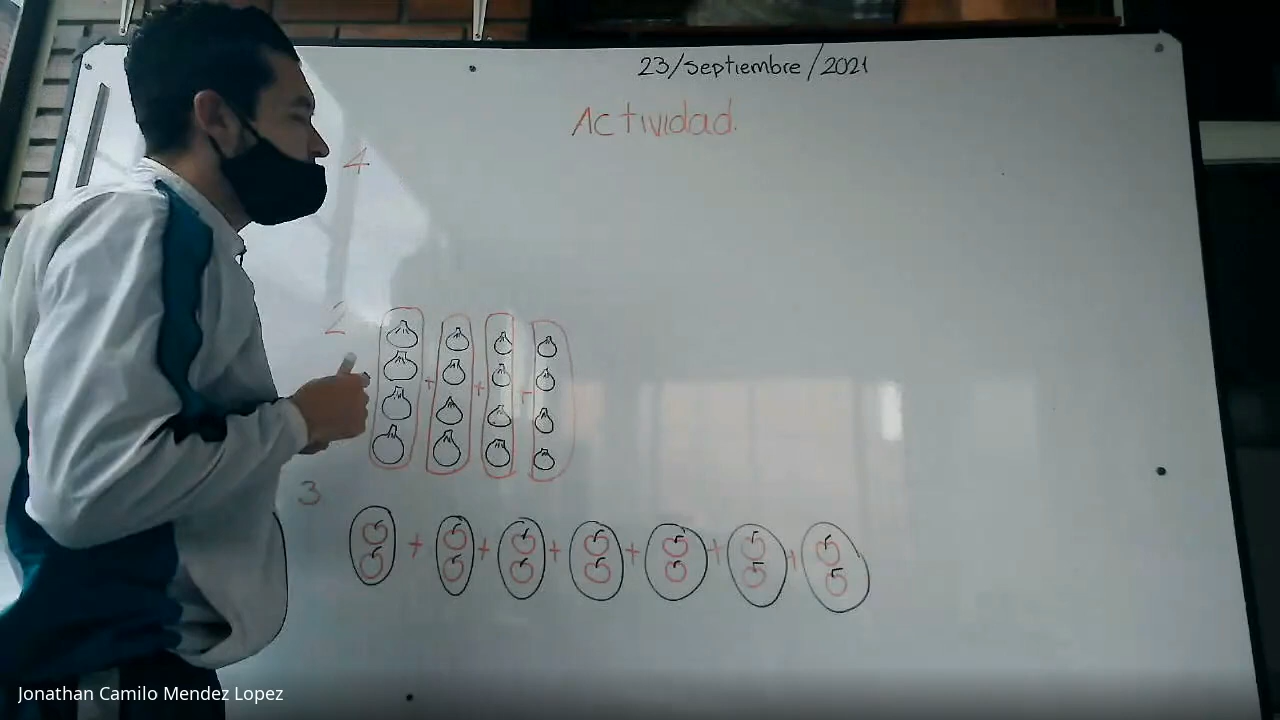 23/Septiembre/2021
Actividad.
4
2
+ + +
3
+ + + + + +
Jonathan Camilo Mendez Lopez